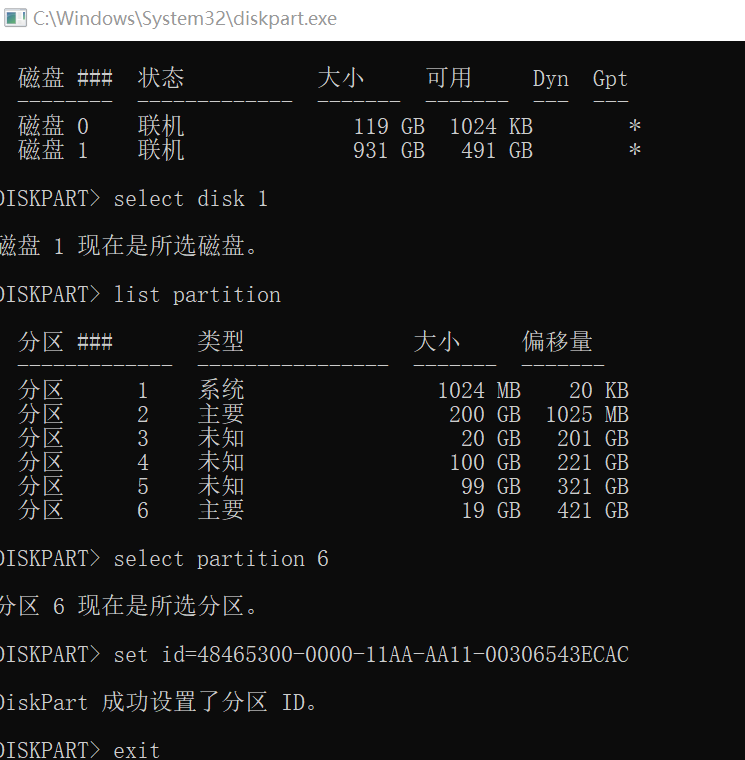 C:\Windows\System32\diskpart.exe
磁盘 ### 状态 大小 可用 Dyn Gpt
-------- ------------- ------- ------- --- ---
磁盘 0 联机 119 GB 1024 KB *
磁盘 1 联机 931 GB 491 GB *
DISKPART> select disk 1
磁盘 1 现在是所选磁盘。
DISKPART> list partition
分区 ### 类型 大小 偏移量
------------- ---------------- ------- -------
分区 1 系统 1024 MB 20 KB
分区 2 主要 200 GB 1025 MB
分区 3 未知 20 GB 201 GB
分区 4 未知 100 GB 221 GB
分区 5 未知 99 GB 321 GB
分区 6 主要 19 GB 421 GB
DISKPART> select partition 6
分区 6 现在是所选分区。
DISKPART> set id=48465300-0000-11AA-AA11-00306543ECAC
DiskPart 成功设置了分区 ID。
DISKPART> exit